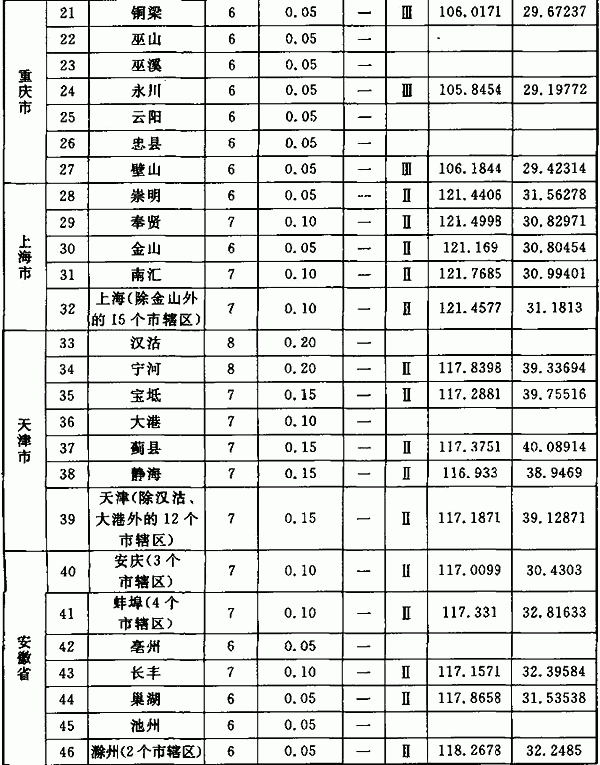 重庆市
21 铜梁 6 0.05 — Ⅲ 106.0171 29.67237
22 巫山 6 0.05 —
23 巫溪 6 0.05 —
24 永川 6 0.05 — Ⅲ 105.8454 29.19772
25 云阳 6 0.05 —
26 忠县 6 0.05 —
27 璧山 6 0.05 — Ⅲ 106.1844 29.42314
上海市
28 崇明 6 0.05 — Ⅱ 121.4406 31.56278
29 奉贤 7 0.10 — Ⅱ 121.4998 30.82971
30 金山 6 0.05 — Ⅱ 121.169 30.80454
31 南汇 7 0.10 — Ⅱ 121.7685 30.99401
32 上海(除金山外
的15个市辖区) 7 0.10 — Ⅱ 121.4577 31.1813
天津市
33 汉沽 8 0.20 —
34 宁河 8 0.20 — Ⅱ 117.8398 39.33694
35 宝坻 7 0.15 — Ⅱ 117.2881 39.75516
36 大港 7 0.10 —
37 蓟县 7 0.15 — Ⅱ 117.3751 40.08914
38 静海 7 0.15 — Ⅱ 116.933 38.9469
天津(除汉沽、
39 大港外的12个 7 0.15 — Ⅱ 117.1871 39.12871
市辖区)
安徽省
40 安庆(3个
市辖区) 7 0.10 — Ⅱ 117.0099 30.4303
41 蚌埠(4个
市辖区) 7 0.10 — Ⅱ 117.331 32.81633
42 亳州 6 0.05 —
43 长丰 7 0.10 — Ⅱ 117.1571 32.39584
44 巢湖 6 0.05 — Ⅱ 117.8658 31.53538
45 池州 6 0.05 —
46 滁州(2个市辖区) 6 0.05 — Ⅱ 118.2678 32.2485